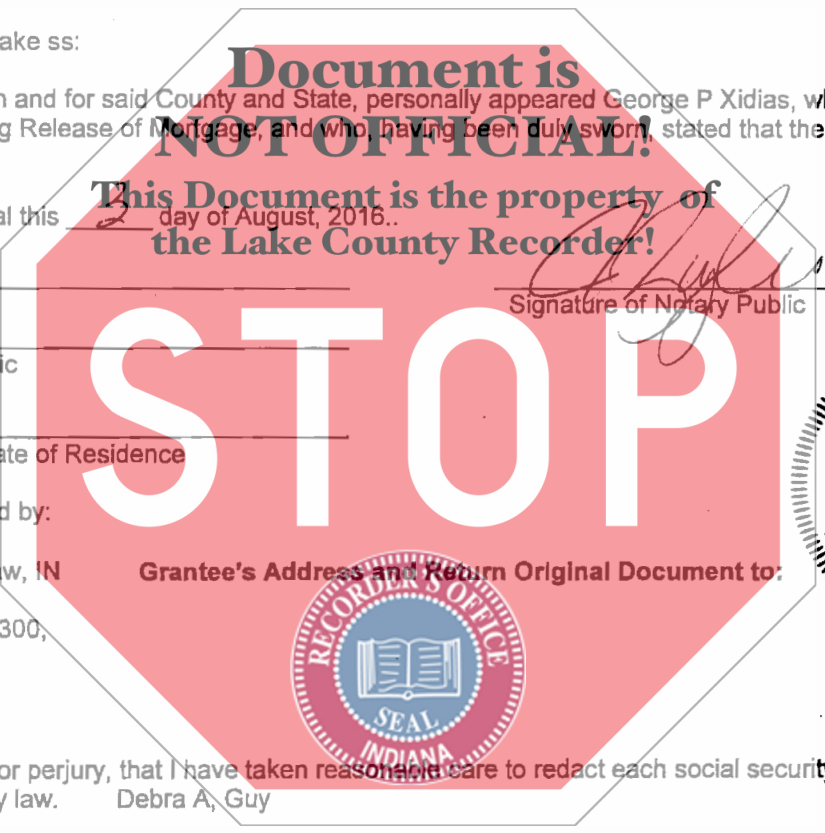 ake ss:
Document is
n and for said County and State, personally appeared George P Xidias, w
g Release of Mortgage, and who, having been duly sworn, stated that the
NOT OFFICIAL!
This Document is the property of
al this 2 day of August, 2016..
the Lake County Recorder!
Signature of Notary Public
STOP
ic
ate of Residence
d by:
w, IN Grantee's Address and Return Original Document to:
300,
RECORDER'S OFFICE
SEAL
INDIANA
or perjury, that I have taken reasonable care to redact each social security
y law. Debra A, Guy